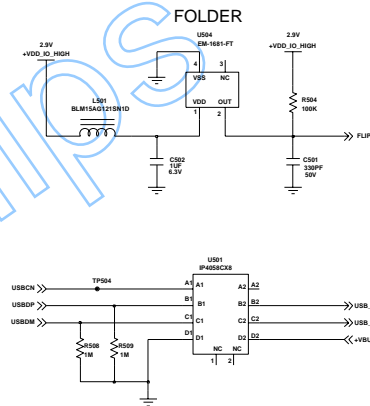 FOLDER
U504
EM-1681-FT
2.9V
+VDD_IO_HIGH
2.9V
+VDD_IO_HIGH
4
3
VSS
NC
VDD
OUT
1
2
L501
BLM15AG121SN1D
R504
100K
FLIP
C502
1UF
6.3V
C501
330PF
50V
U501
IP4058CX8
USBCN
TP504
A1
A1
A2
A2
USBDP
B1
B1
B2
B2
USB_
USBDM
C1
C1
C2
C2
USB_
D1
D1
D2
D2
+VBU
R508
1M
R509
1M
NC
NC
1
2